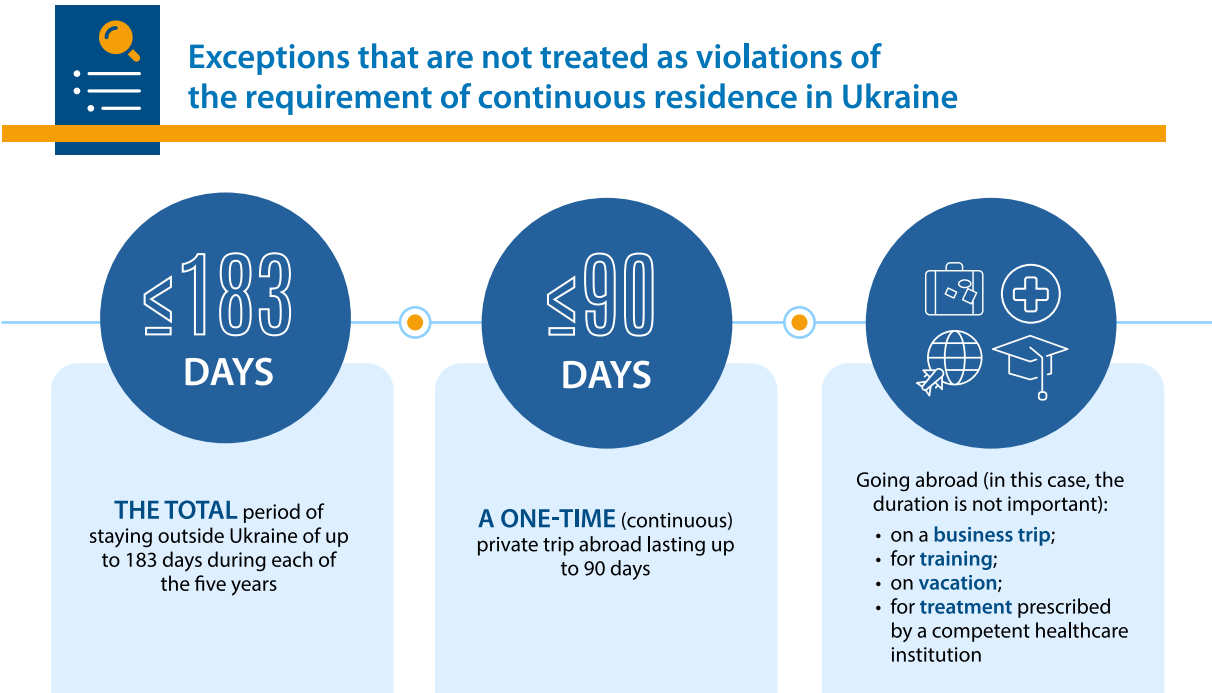 Exceptions that are not treated as violations of
the requirement of continuous residence in Ukraine
≤183
DAYS
THE TOTAL period of
staying outside Ukraine of up
to 183 days during each of
the five years
≤90
DAYS
A ONE-TIME (continuous)
private trip abroad lasting up
to 90 days
Going abroad (in this case, the
duration is not important):
• on a business trip;
• for training;
• on vacation;
• for treatment prescribed
by a competent healthcare
institution